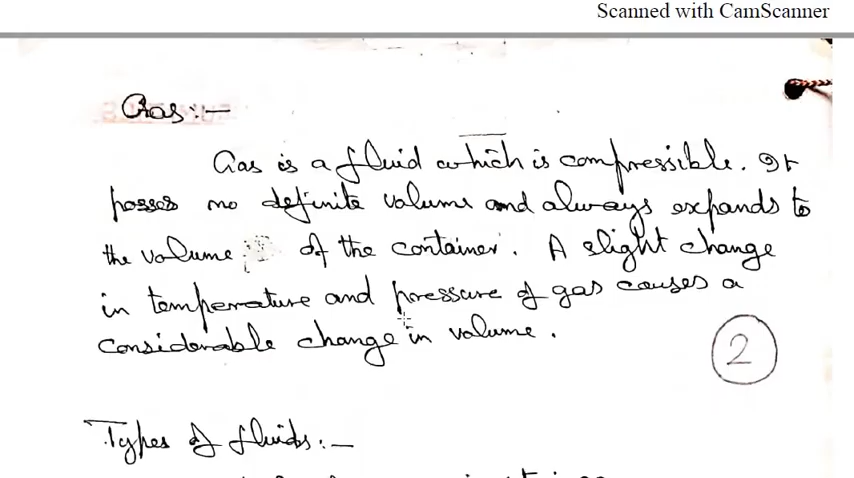 Scanned with CamScanner
Gas:-
Gas is a fluid which is compressible. It
posses no definite volume and always expands to
the volume of the container. A slight change
in temperature and pressure of gas causes a
considerable change in volume.
2
Types of fluids:-